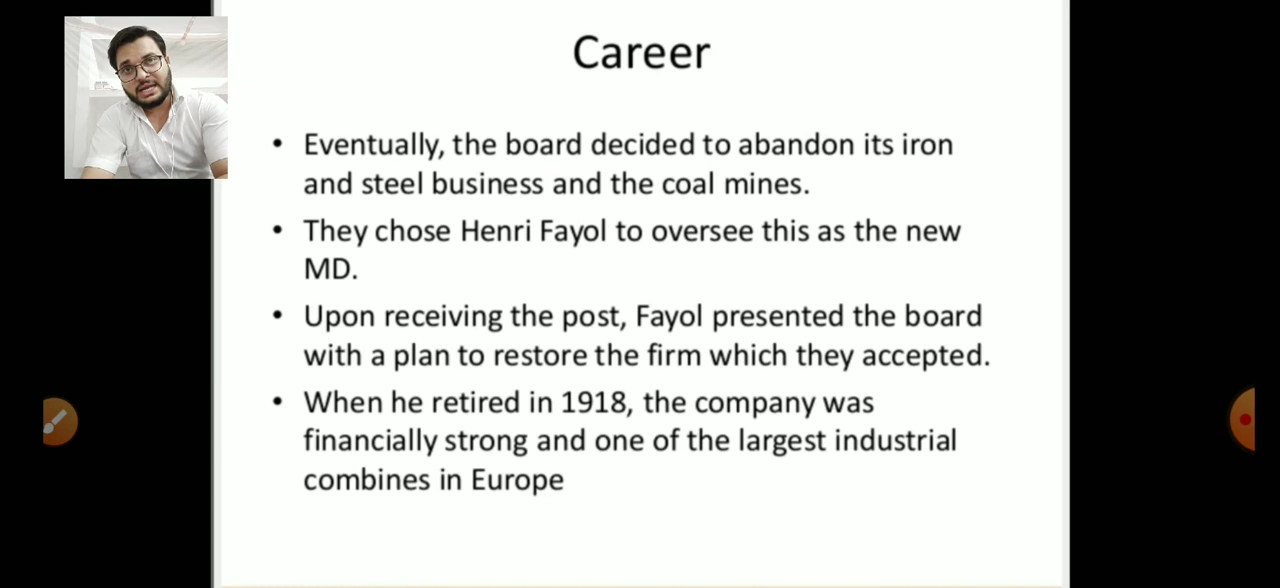 Career
• Eventually, the board decided to abandon its iron
and steel business and the coal mines.
• They chose Henri Fayol to oversee this as the new
MD.
• Upon receiving the post, Fayol presented the board
with a plan to restore the firm which they accepted.
• When he retired in 1918, the company was
financially strong and one of the largest industrial
combines in Europe